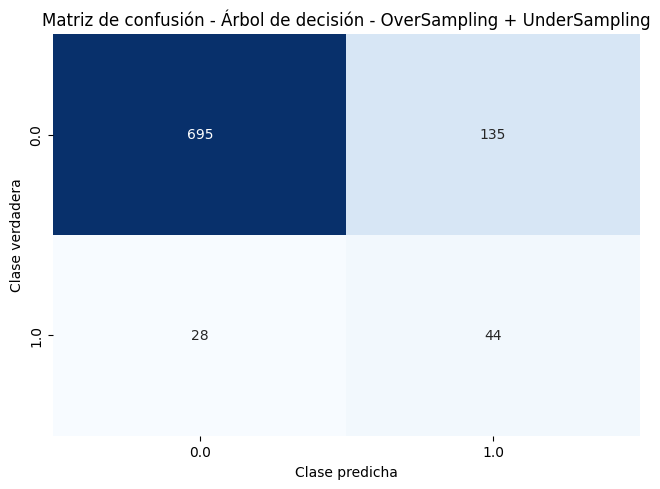 Matriz de confusión - Árbol de decisión - OverSampling + UnderSampling
Clase verdadera
0.0
695
135
1.0
28
44
0.0
1.0
Clase predicha